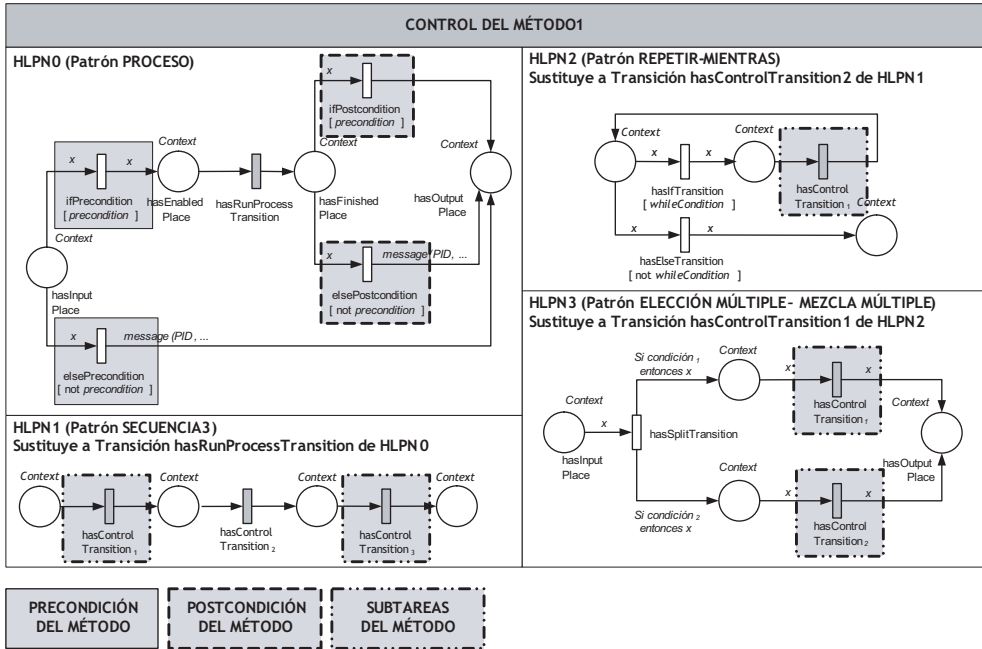 CONTROL DEL MÉTODO1
HLPN0 (Patrón PROCESO)
x
ifPostcondition
[ precondition ]
Context
x
x
ifPrecondition
[ precondition ]
Context
hasEnabled
Place
hasRunProcess
Transition
Context
hasFinished
Place
Context
hasOutput
Place
Context
hasInput
Place
x
message (PID, ...
elsePostcondition
[ not precondition ]
x
message (PID, ...
elsePrecondition
[ not precondition ]
HLPN1 (Patrón SECUENCIA3)
Sustituye a Transición hasRunProcessTransition de HLPN0
Context
Context
Context
Context
hasControl
Transition 1
hasControl
Transition 2
hasControl
Transition 3
HLPN2 (Patrón REPETIR-MIENTRAS)
Sustituye a Transición hasControlTransition2 de HLPN1
Context
Context
x
x
hasIfTransition
[ whileCondition ]
hasControl
Transition 1
Context
x
x
hasElseTransition
[ not whileCondition ]
HLPN3 (Patrón ELECCIÓN MÚLTIPLE- MEZCLA MÚLTIPLE)
Sustituye a Transición hasControlTransition1 de HLPN2
Si condición 1
entonces x
Context
x
x
hasControl
Transition 1
Context
Context
x
hasInput
Place
hasSplitTransition
hasOutput
Place
Context
Si condición 2
entonces x
x
x
hasControl
Transition 2
PRECONDICIÓN
DEL MÉTODO
POSTCONDICIÓN
DEL MÉTODO
SUBTAREAS
DEL MÉTODO